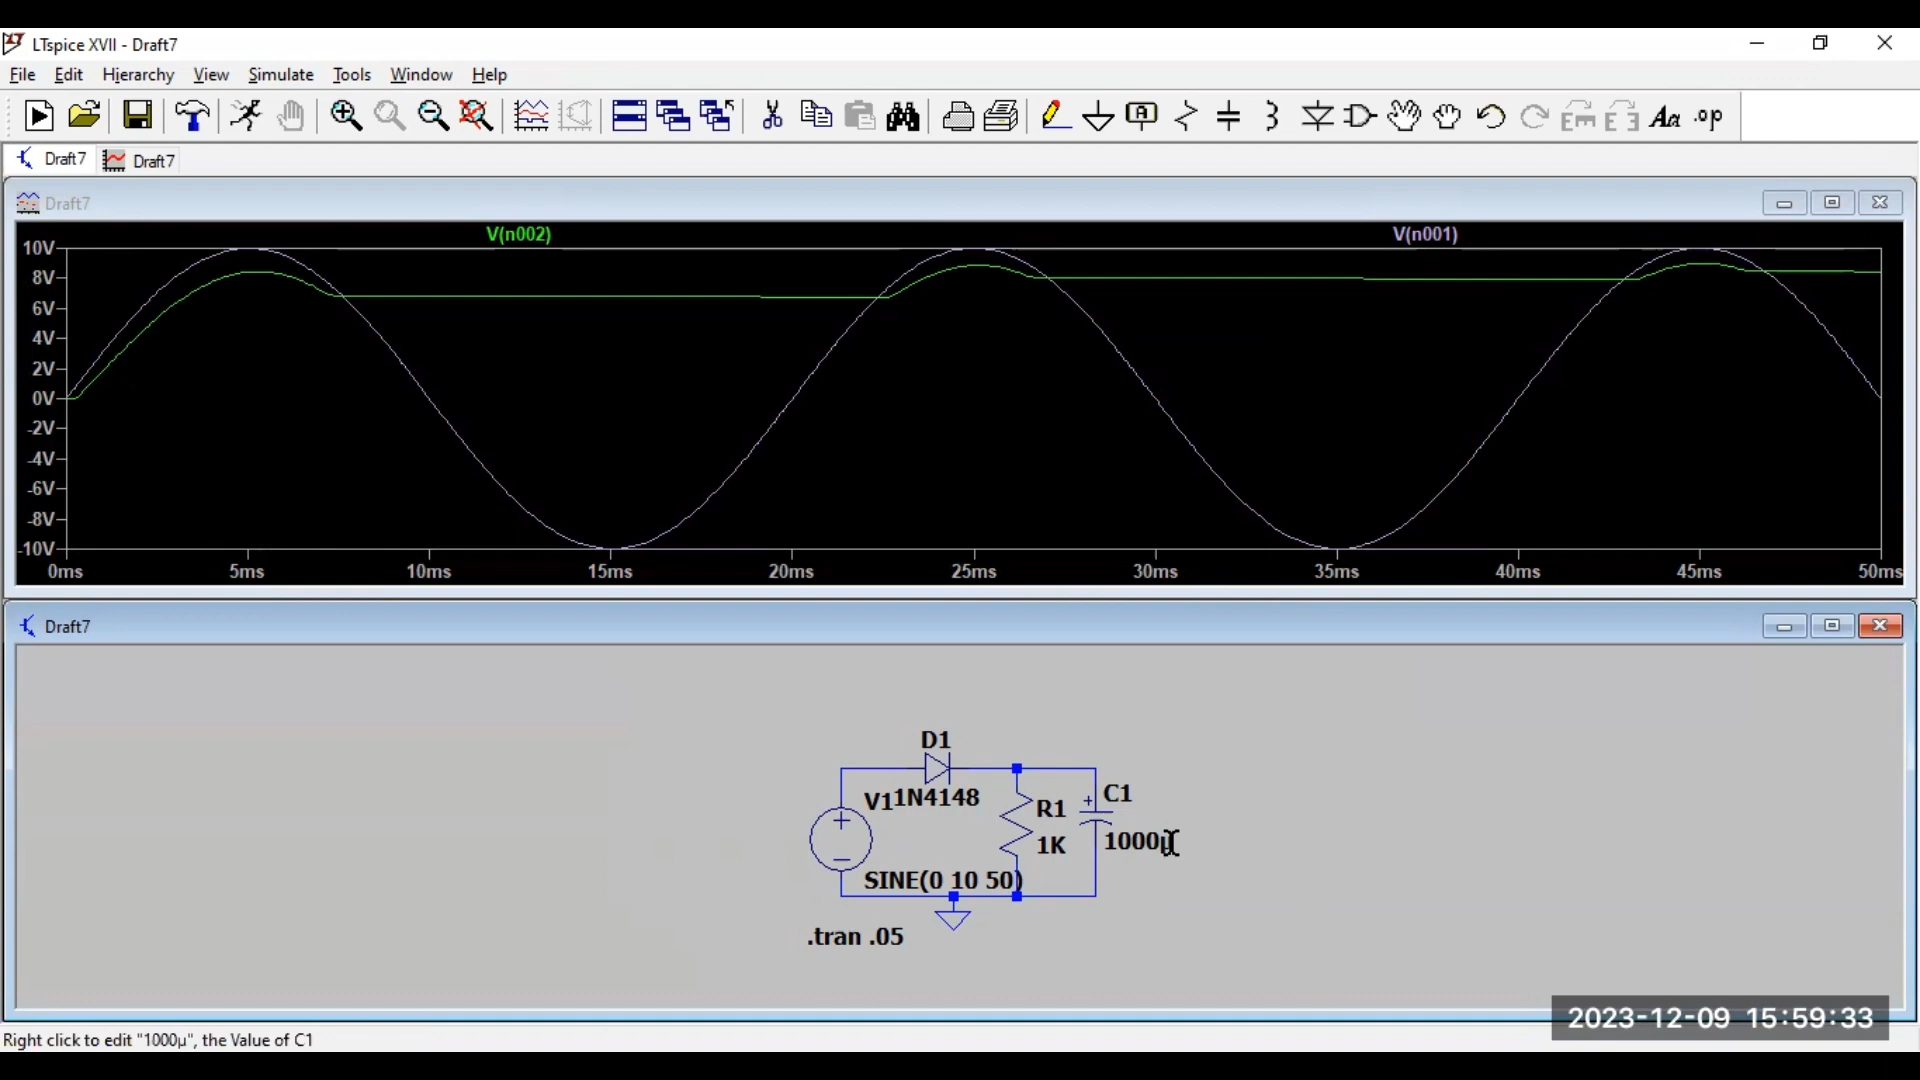 LTspice XVII - Draft7
File Edit Hierarchy View Simulate Tools Window Help
A Aa .op
Draft7 Draft7
Draft7
V(n002) V(n001)
10V
8V
6V
4V
2V
0V
-2V
-4V
-6V
-8V
-10V
0ms 5ms 10ms 15ms 20ms 25ms 30ms 35ms 40ms 45ms 50ms
Draft7
D1
V1 1N4148
C1
R1
1K
1000µ
SINE(0 10 50)
.tran .05
2023-12-09 15:59:33
Right click to edit "1000µ", the Value of C1